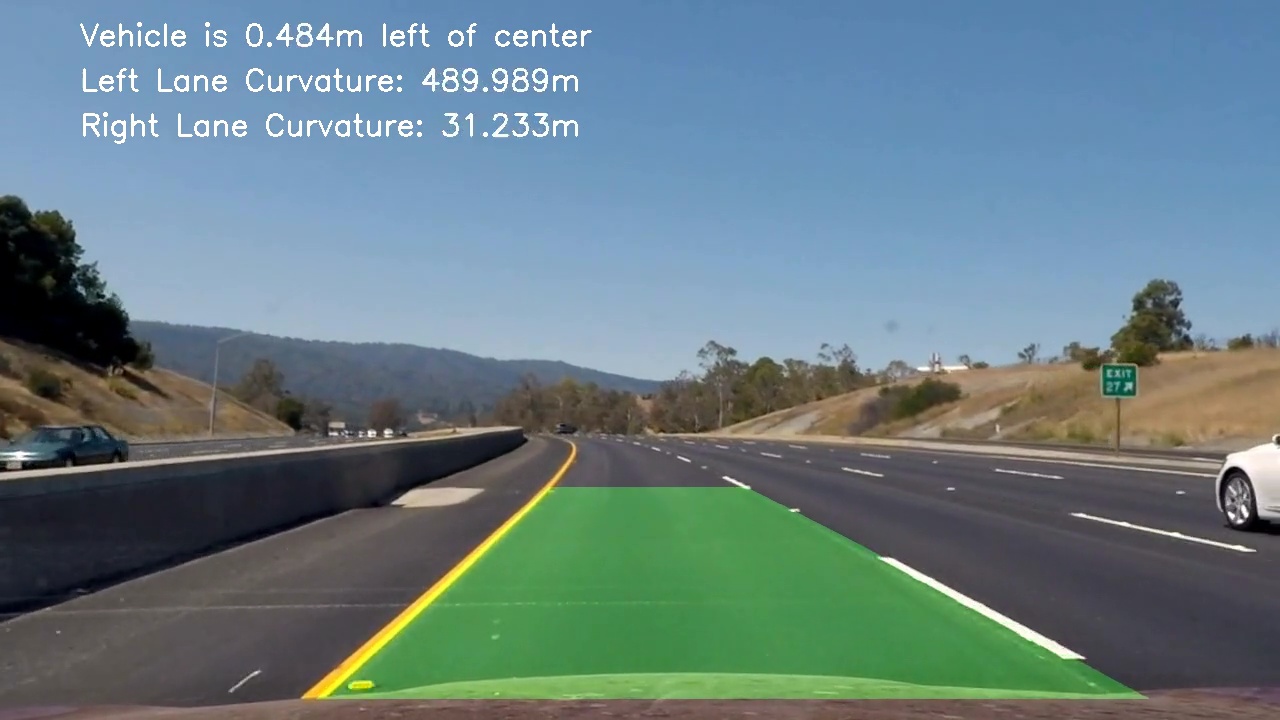 Vehicle is 0.484m left of center
Left Lane Curvature: 489.989m
Right Lane Curvature: 31.233m
EXIT
27